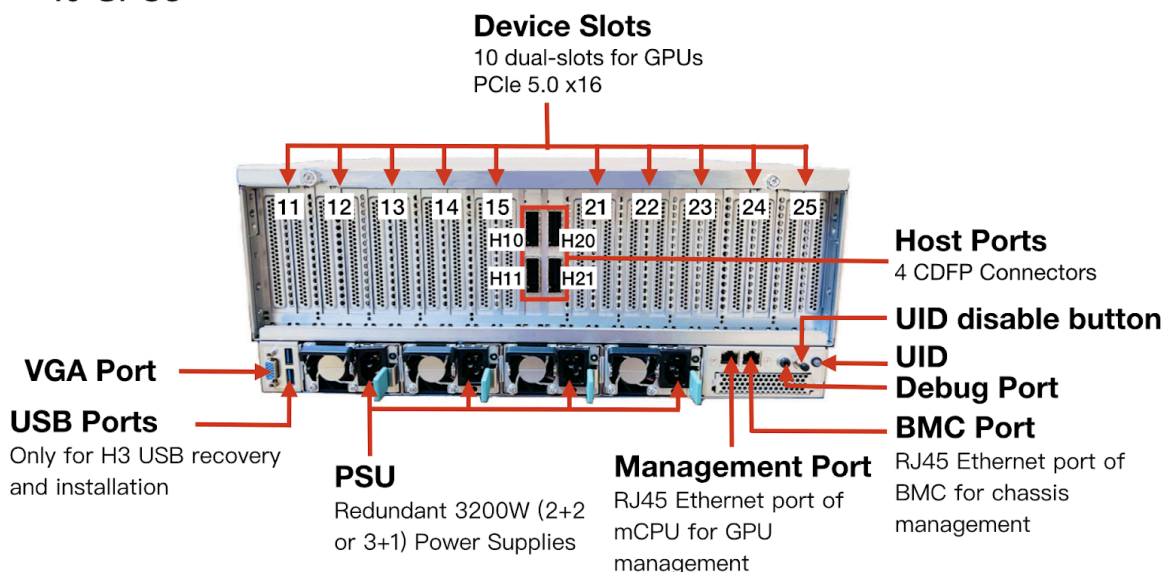 Device Slots
10 dual-slots for GPUs
PCIe 5.0 x16
11 12 13 14 15 21 22 23 24 25
H10 H20
H11 H21
Host Ports
4 CDFP Connectors
UID disable button
UID
Debug Port
BMC Port
RJ45 Ethernet port of
BMC for chassis
management
VGA Port
USB Ports
Only for H3 USB recovery
and installation
PSU
Redundant 3200W (2+2
or 3+1) Power Supplies
Management Port
RJ45 Ethernet port of
mCPU for GPU
management